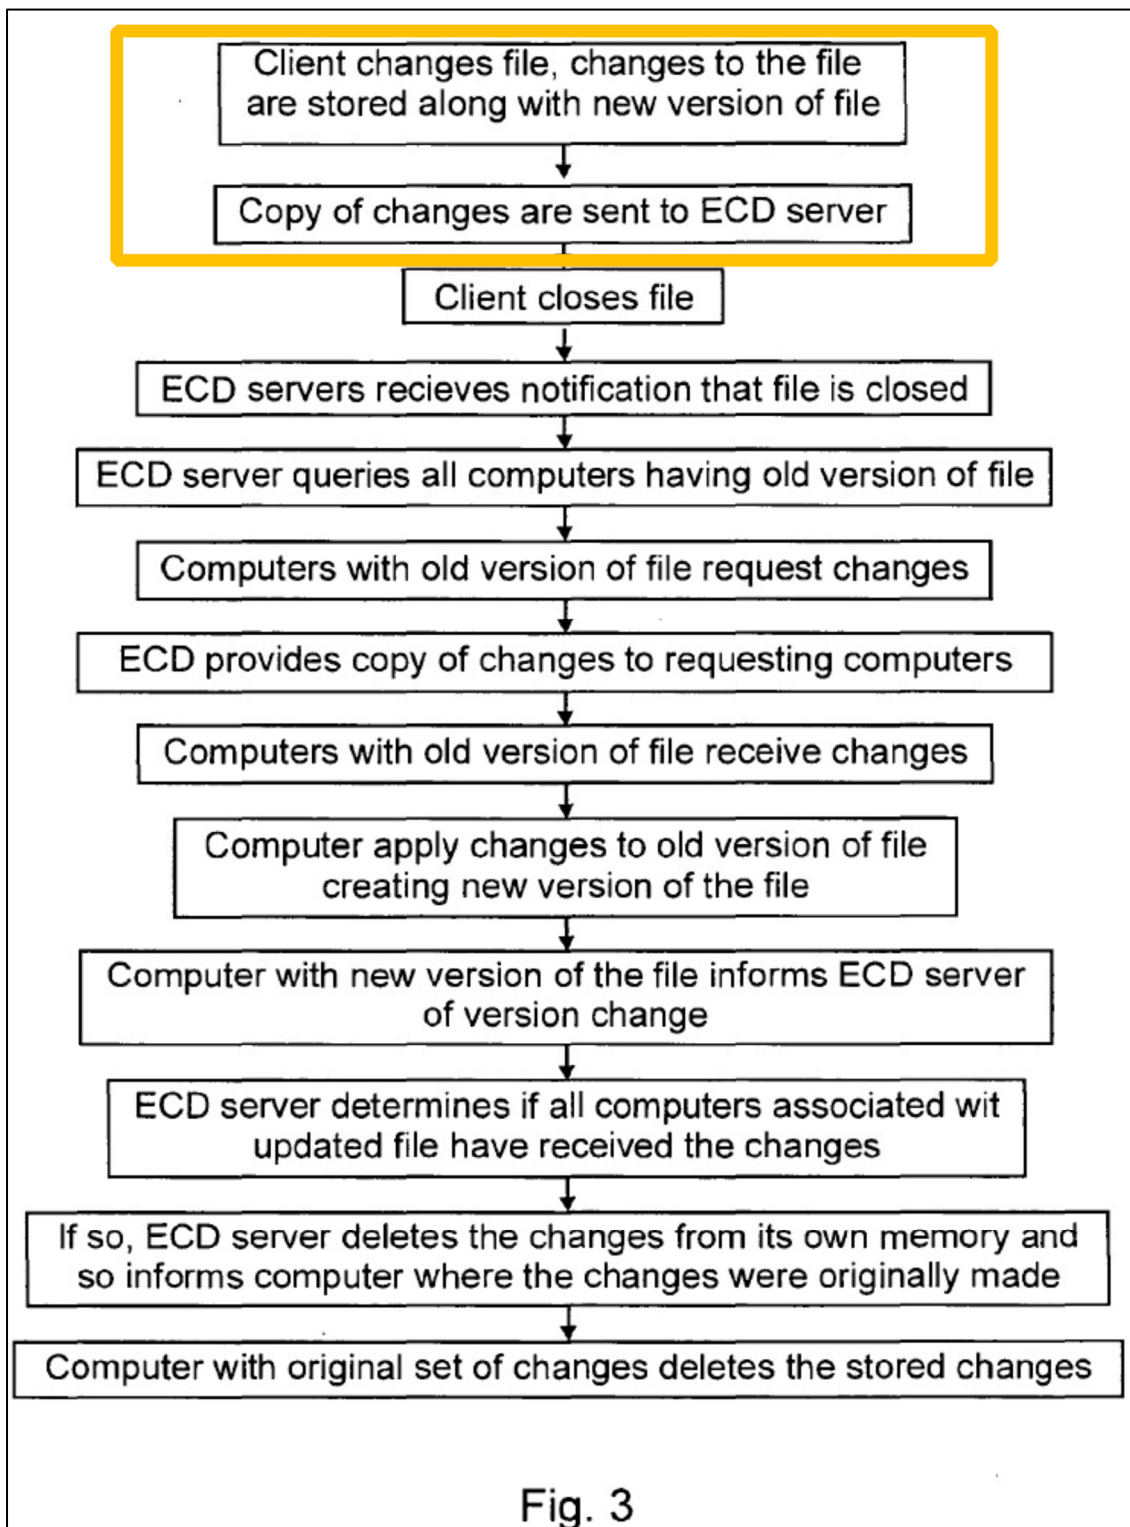 Client changes file, changes to the file
are stored along with new version of file
Copy of changes are sent to ECD server
Client closes file
ECD servers recieves notification that file is closed
ECD server queries all computers having old version of file
Computers with old version of file request changes
ECD provides copy of changes to requesting computers
Computers with old version of file receive changes
Computer apply changes to old version of file
creating new version of the file
Computer with new version of the file informs ECD server
of version change
ECD server determines if all computers associated wit
updated file have received the changes
If so, ECD server deletes the changes from its own memory and
so informs computer where the changes were originally made
Computer with original set of changes deletes the stored changes
Fig. 3